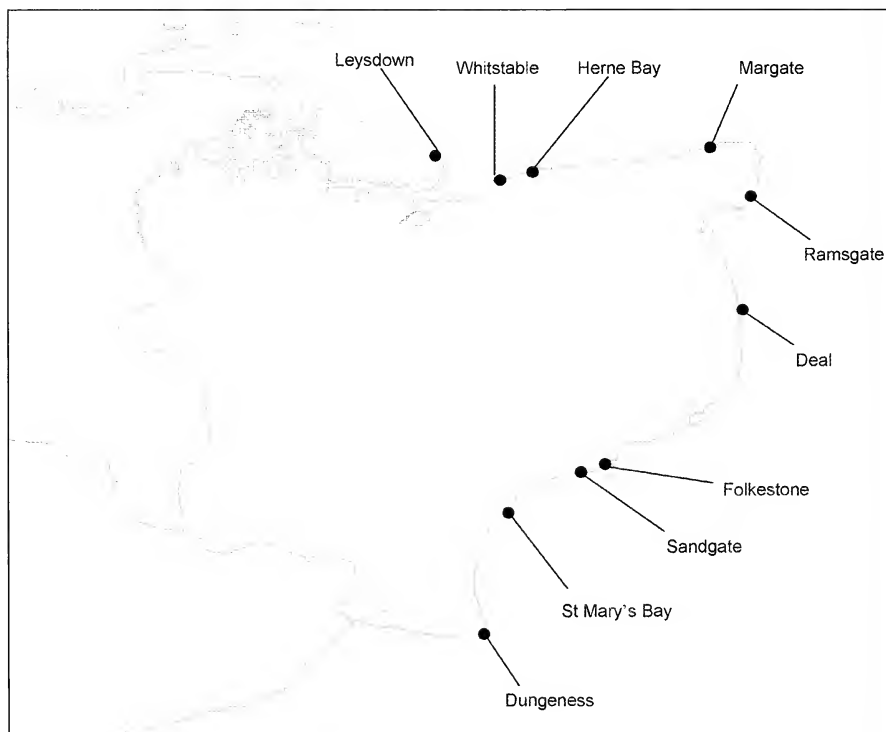 Leysdown
Whitstable
Herne Bay
Margate
Ramsgate
Deal
Folkestone
Sandgate
St Mary's Bay
Dungeness